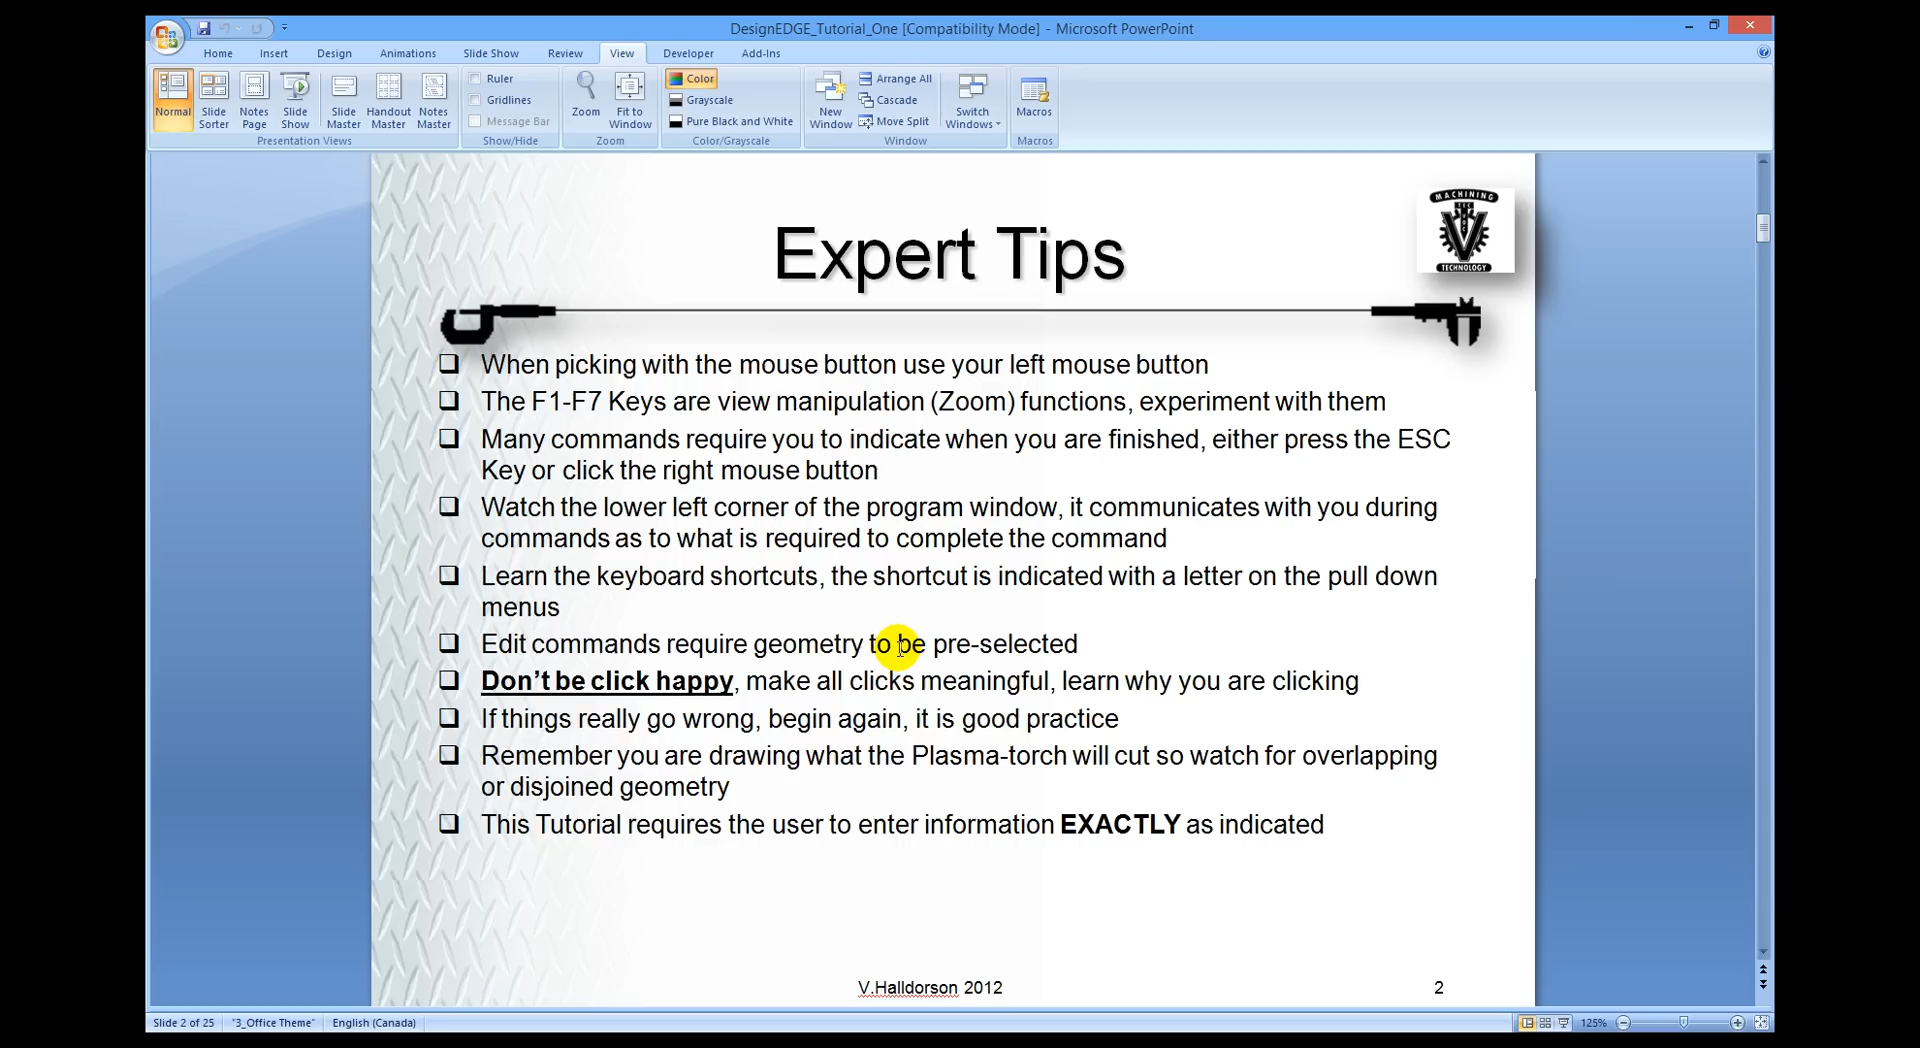 DesignEDGE_Tutorial_One [Compatibility Mode] - Microsoft PowerPoint
Home Insert Design Animations Slide Show Review View Developer Add-Ins
Normal
Slide Sorter
Notes Page
Slide Show
Slide Master
Handout Master
Notes Master
Presentation Views
Ruler
Gridlines
Message Bar
Show/Hide
Zoom
Fit to Window
Zoom
Color
Grayscale
Pure Black and White
Color/Grayscale
New Window
Arrange All
Cascade
Move Split
Switch Windows
Window
Macros
Macros
MACHINING
TECHNOLOGY
Expert Tips
❑ When picking with the mouse button use your left mouse button
❑ The F1-F7 Keys are view manipulation (Zoom) functions, experiment with them
❑ Many commands require you to indicate when you are finished, either press the ESC
Key or click the right mouse button
❑ Watch the lower left corner of the program window, it communicates with you during
commands as to what is required to complete the command
❑ Learn the keyboard shortcuts, the shortcut is indicated with a letter on the pull down
menus
❑ Edit commands require geometry to be pre-selected
❑ Don't be click happy, make all clicks meaningful, learn why you are clicking
❑ If things really go wrong, begin again, it is good practice
❑ Remember you are drawing what the Plasma-torch will cut so watch for overlapping
or disjoined geometry
❑ This Tutorial requires the user to enter information EXACTLY as indicated
V.Halldorson 2012
2
Slide 2 of 25 "3_Office Theme" English (Canada) 125%